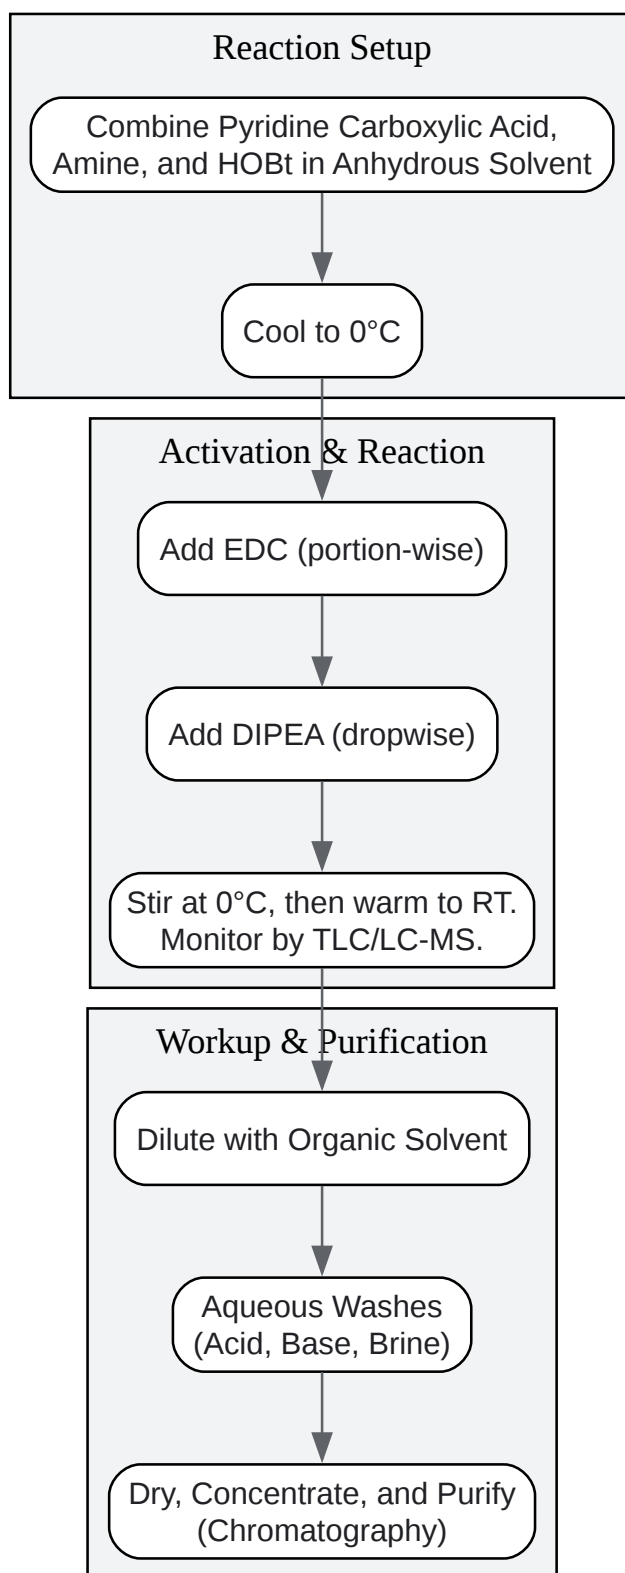 Reaction Setup
Combine Pyridine Carboxylic Acid,
Amine, and HOBt in Anhydrous Solvent
Cool to 0°C
Activation & Reaction
Add EDC (portion-wise)
Add DIPEA (dropwise)
Stir at 0°C, then warm to RT.
Monitor by TLC/LC-MS.
Workup & Purification
Dilute with Organic Solvent
Aqueous Washes
(Acid, Base, Brine)
Dry, Concentrate, and Purify
(Chromatography)